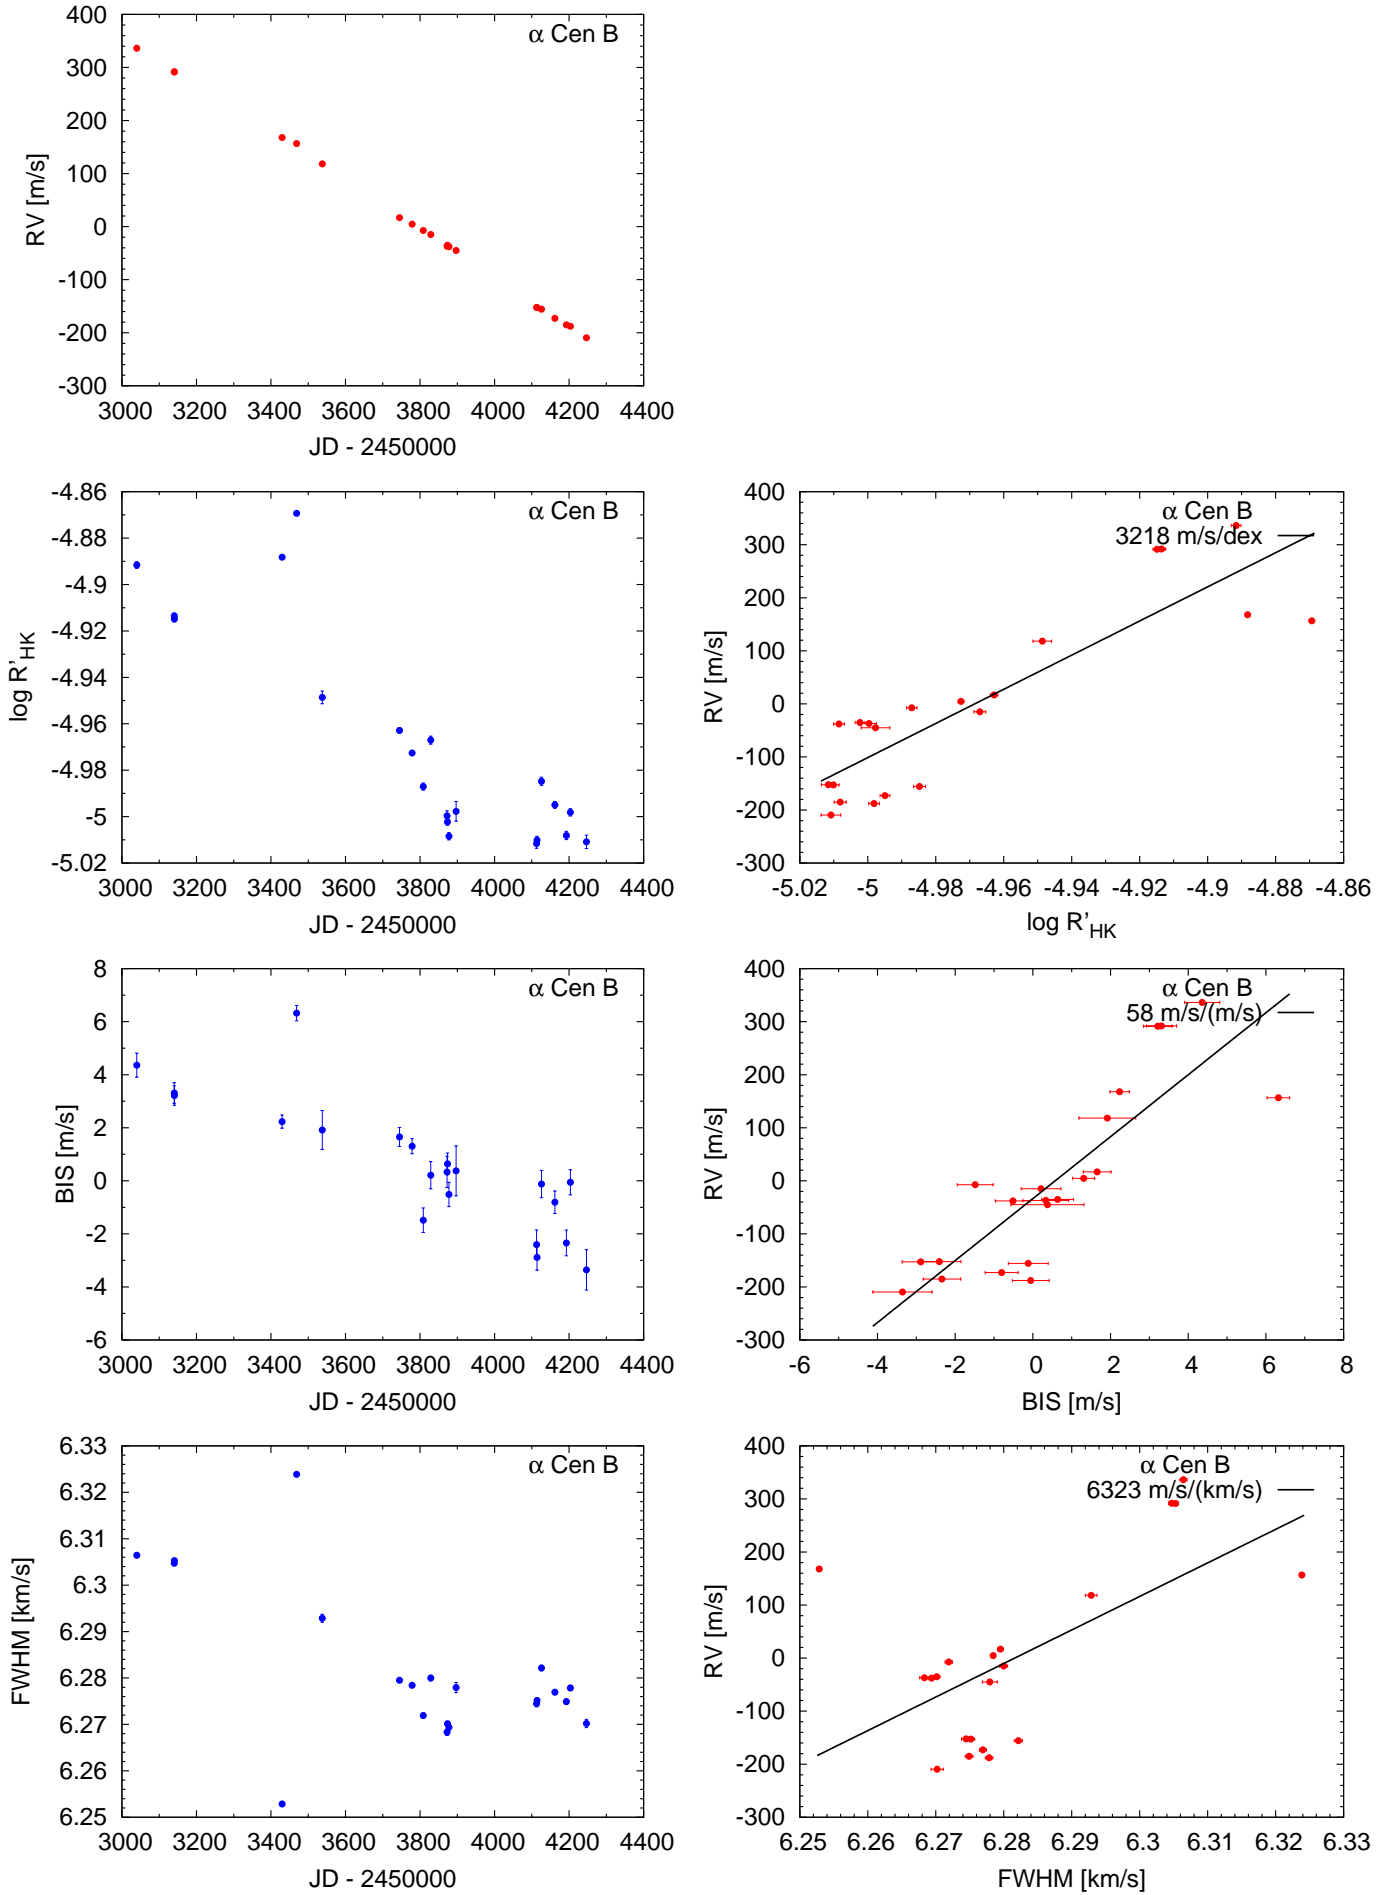 400
300
200
100
0
-100
-200
-300
3000 3200 3400 3600 3800 4000 4200 4400
RV [m/s]
JD - 2450000
α Cen B
-4.86
-4.88
-4.9
-4.92
-4.94
-4.96
-4.98
-5
-5.02
3000 3200 3400 3600 3800 4000 4200 4400
log R'HK
JD - 2450000
α Cen B
400
300
200
100
0
-100
-200
-300
-5.02 -5 -4.98 -4.96 -4.94 -4.92 -4.9 -4.88 -4.86
RV [m/s]
log R'HK
α Cen B
3218 m/s/dex
8
6
4
2
0
-2
-4
-6
3000 3200 3400 3600 3800 4000 4200 4400
BIS [m/s]
JD - 2450000
α Cen B
400
300
200
100
0
-100
-200
-300
-6 -4 -2 0 2 4 6 8
RV [m/s]
BIS [m/s]
α Cen B
58 m/s/(m/s)
6.33
6.32
6.31
6.3
6.29
6.28
6.27
6.26
6.25
3000 3200 3400 3600 3800 4000 4200 4400
FWHM [km/s]
JD - 2450000
α Cen B
400
300
200
100
0
-100
-200
-300
6.25 6.26 6.27 6.28 6.29 6.3 6.31 6.32 6.33
RV [m/s]
FWHM [km/s]
α Cen B
6323 m/s/(km/s)